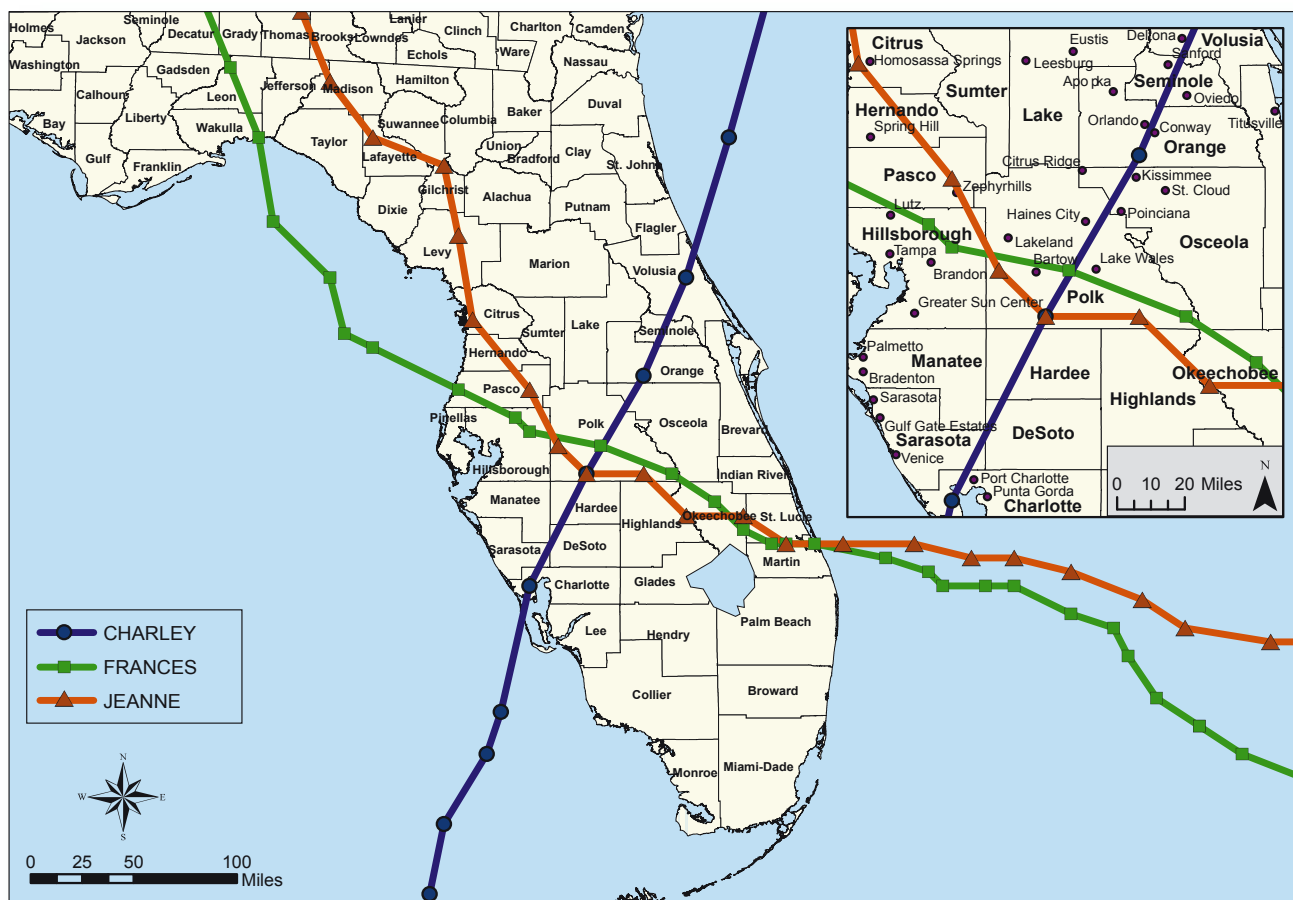 Holmes
Jackson
Washington
Seminole
Decatur
Grady
Thomas
Brooks
Lowndes
Lanier
Echols
Clinch
Ware
Charlton
Camden
Nassau
Gadsden
Calhoun
Liberty
Leon
Jefferson
Madison
Hamilton
Baker
Duval
Bay
Gulf
Franklin
Wakulla
Taylor
Suwannee
Columbia
Lafayette
Union
Bradford
Clay
St. Johns
Gilchrist
Alachua
Putnam
Dixie
Flagler
Levy
Marion
Volusia
Citrus
Sumter
Lake
Seminole
Hernando
Orange
Pasco
Pinellas
Polk
Osceola
Brevard
Hillsborough
Indian River
Manatee
Hardee
Highlands
Okeechobee
St. Lucie
Sarasota
DeSoto
Martin
Charlotte
Glades
Lee
Hendry
Palm Beach
Collier
Broward
Monroe
Miami-Dade
CHARLEY
FRANCES
JEANNE
N
W
E
S
0 25 50 100
Miles
Citrus
Homosassa Springs
Eustis
Leesburg
Deltona
Volusia
Sanford
Sumter
Apopka
Seminole
Oviedo
Hernando
Lake
Spring Hill
Orlando
Conway
Titusville
Orange
Citrus Ridge
Pasco
Kissimmee
Zephyrhills
St. Cloud
Lutz
Haines City
Poinciana
Hillsborough
Lakeland
Osceola
Tampa
Brandon
Bartow
Lake Wales
Greater Sun Center
Polk
Palmetto
Manatee
Bradenton
Hardee
Okeechobee
Sarasota
Highlands
Gulf Gate Estates
Sarasota
DeSoto
Venice
Port Charlotte
Punta Gorda
Charlotte
N
0 10 20 Miles